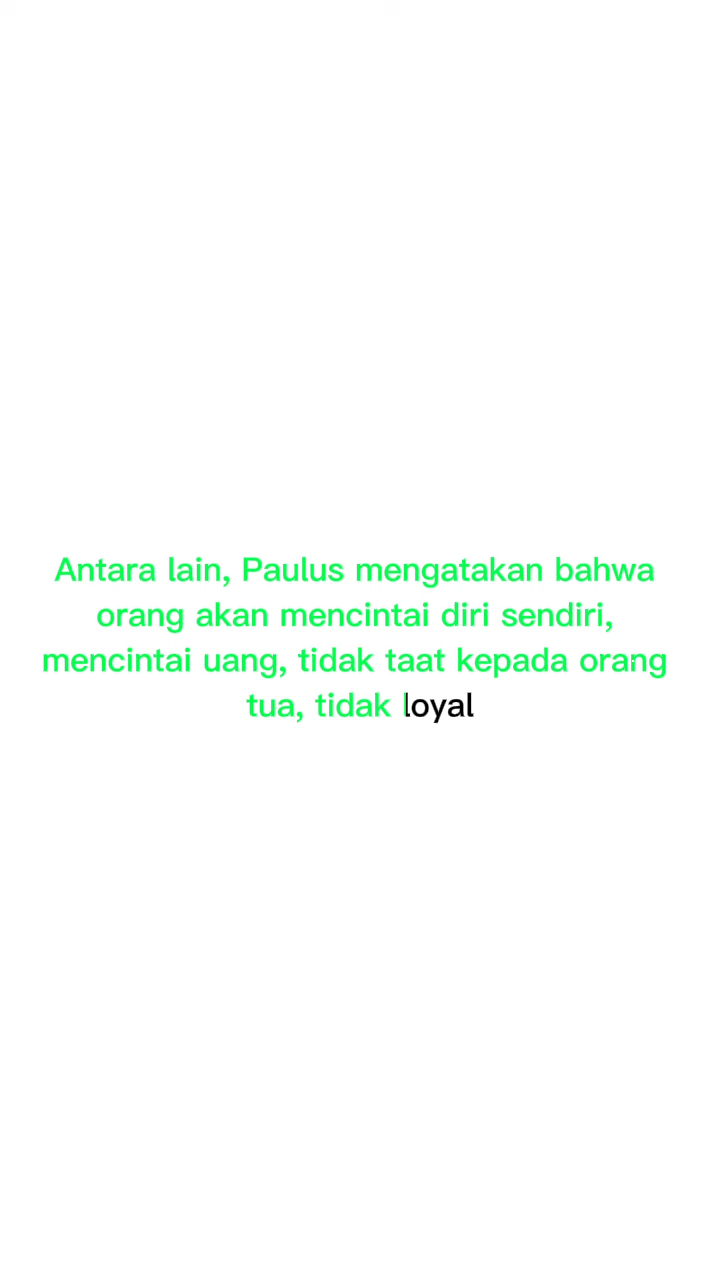 Antara lain, Paulus mengatakan bahwa
orang akan mencintai diri sendiri,
mencintai uang, tidak taat kepada orang
tua, tidak loyal